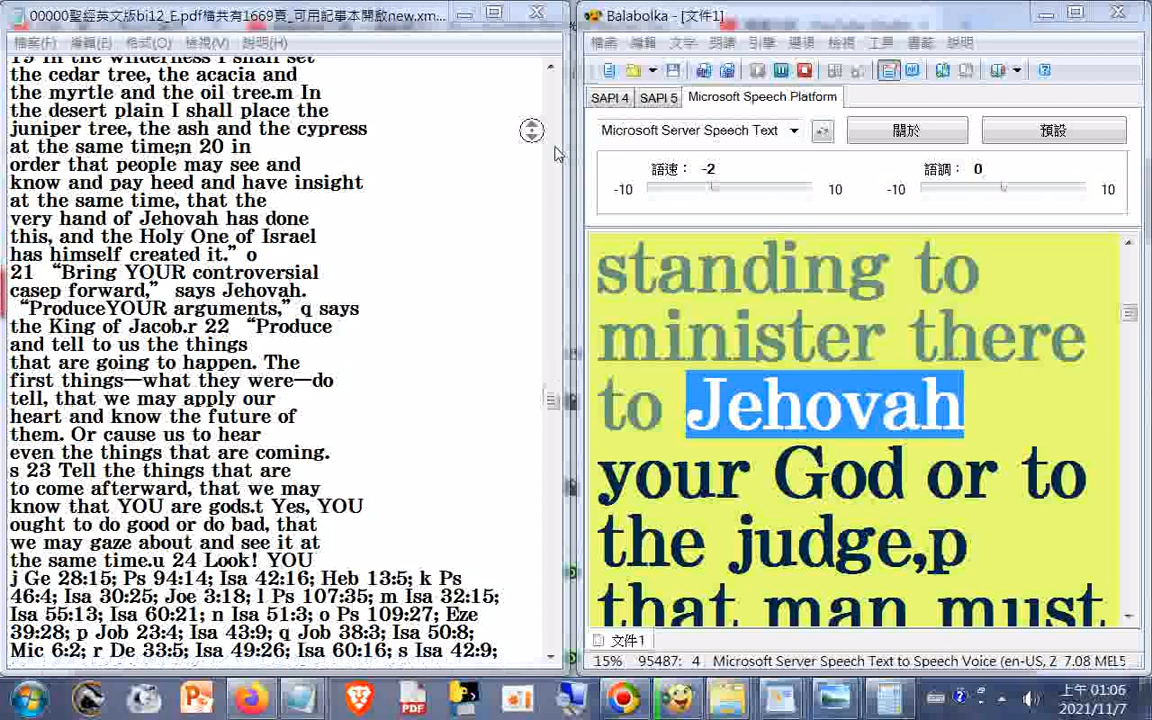 00000聖經英文版bi12_E.pdf檔共有1669頁_可用記事本開啟new.xm...
檔案(F) 編輯(E) 格式(O) 檢視(V) 說明(H)
19 In the wilderness I shall set
the cedar tree, the acacia and
the myrtle and the oil tree.m In
the desert plain I shall place the
juniper tree, the ash and the cypress
at the same time;n 20 in
order that people may see and
know and pay heed and have insight
at the same time, that the
very hand of Jehovah has done
this, and the Holy One of Israel
has himself created it.” o
21 “Bring YOUR controversial
casep forward,” says Jehovah.
“ProduceYOUR arguments,” q says
the King of Jacob.r 22 “Produce
and tell to us the things
that are going to happen. The
first things—what they were—do
tell, that we may apply our
heart and know the future of
them. Or cause us to hear
even the things that are coming.
s 23 Tell the things that are
to come afterward, that we may
know that YOU are gods.t Yes, YOU
ought to do good or do bad, that
we may gaze about and see it at
the same time.u 24 Look! YOU
j Ge 28:15; Ps 94:14; Isa 42:16; Heb 13:5; k Ps
46:4; Isa 30:25; Joe 3:18; l Ps 107:35; m Isa 32:15;
Isa 55:13; Isa 60:21; n Isa 51:3; o Ps 109:27; Eze
39:28; p Job 23:4; Isa 43:9; q Job 38:3; Isa 50:8;
Mic 6:2; r De 33:5; Isa 49:26; Isa 60:16; s Isa 42:9;
Balabolka - [文件1]
檔案 編輯 文字 朗讀 引擎 選項 檢視 工具 書籤 說明
SAPI 4 SAPI 5 Microsoft Speech Platform
Microsoft Server Speech Text 關於 預設
語速： -2 語調： 0
-10 10 -10 10
standing to
minister there
to Jehovah
your God or to
the judge,p
that man must
文件1
15% 95487: 4 Microsoft Server Speech Text to Speech Voice (en-US, Z 7.08 МБ
PDF
上午 01:06
2021/11/7